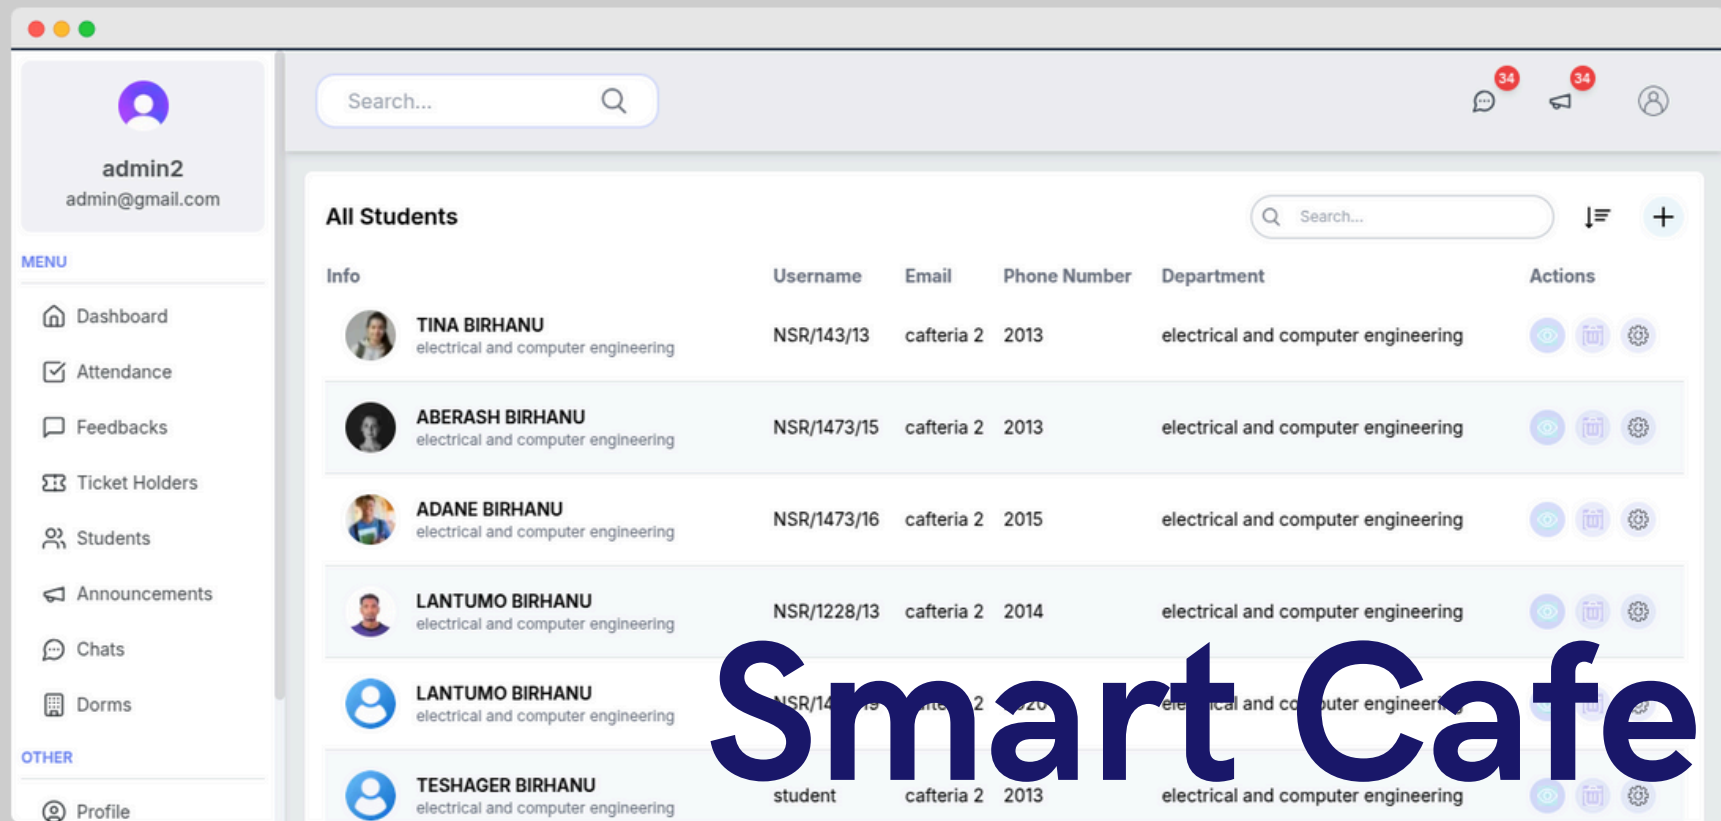 34
34
Search...
admin2
admin@gmail.com
All Students
Search...
MENU
Info Username Email Phone Number Department Actions
Dashboard
TINA BIRHANU
electrical and computer engineering
NSR/143/13 cafteria 2 2013 electrical and computer engineering
Attendance
ABERASH BIRHANU
electrical and computer engineering
NSR/1473/15 cafteria 2 2013 electrical and computer engineering
Feedbacks
Ticket Holders
ADANE BIRHANU
electrical and computer engineering
NSR/1473/16 cafteria 2 2015 electrical and computer engineering
Students
Announcements
LANTUMO BIRHANU
electrical and computer engineering
NSR/1228/13 cafteria 2 2014 electrical and computer engineering
Chats
Dorms
LANTUMO BIRHANU
electrical and computer engineering
Smart Cafe
OTHER
TESHAGER BIRHANU
electrical and computer engineering
student cafteria 2 2013 electrical and computer engineering
Profile